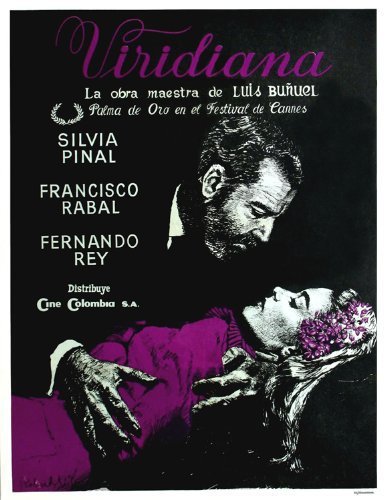 Viridiana
La obra maestra de LUIS BUÑUEL
Palma de Oro en el Festival de Cannes
SILVIA
PINAL
FRANCISCO
RABAL
FERNANDO
REY
Distribuye
Cine Colombia S.A.